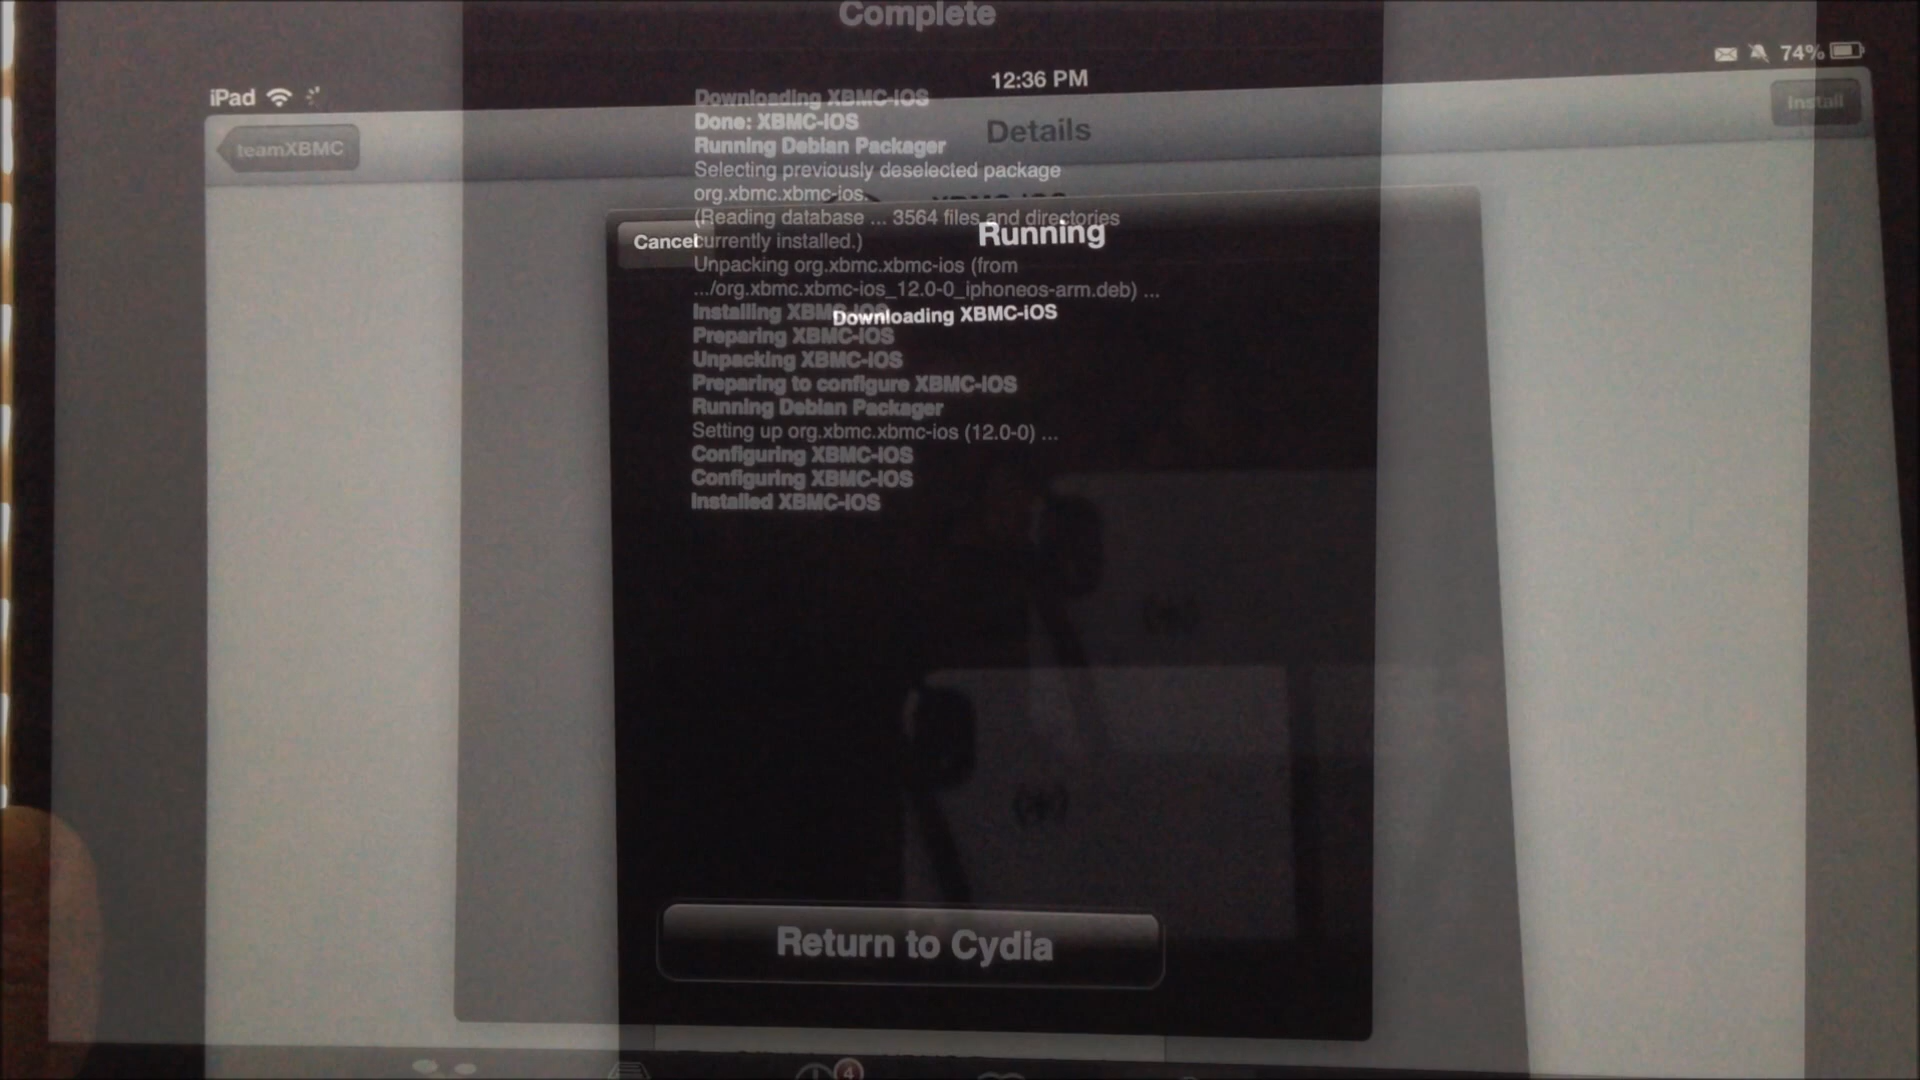 Complete
iPad
12:36 PM
74%
teamXBMC
Details
Install
Cancel
Running
Downloading XBMC-iOS
Downloading XBMC-iOS
Done: XBMC-iOS
Running Debian Packager
Selecting previously deselected package
org.xbmc.xbmc-ios.
(Reading database ... 3564 files and directories
currently installed.)
Unpacking org.xbmc.xbmc-ios (from
.../org.xbmc.xbmc-ios_12.0-0_iphoneos-arm.deb) ...
Installing XBMC-iOS
Preparing XBMC-iOS
Unpacking XBMC-iOS
Preparing to configure XBMC-iOS
Running Debian Packager
Setting up org.xbmc.xbmc-ios (12.0-0) ...
Configuring XBMC-iOS
Configuring XBMC-iOS
Installed XBMC-iOS
Return to Cydia
4